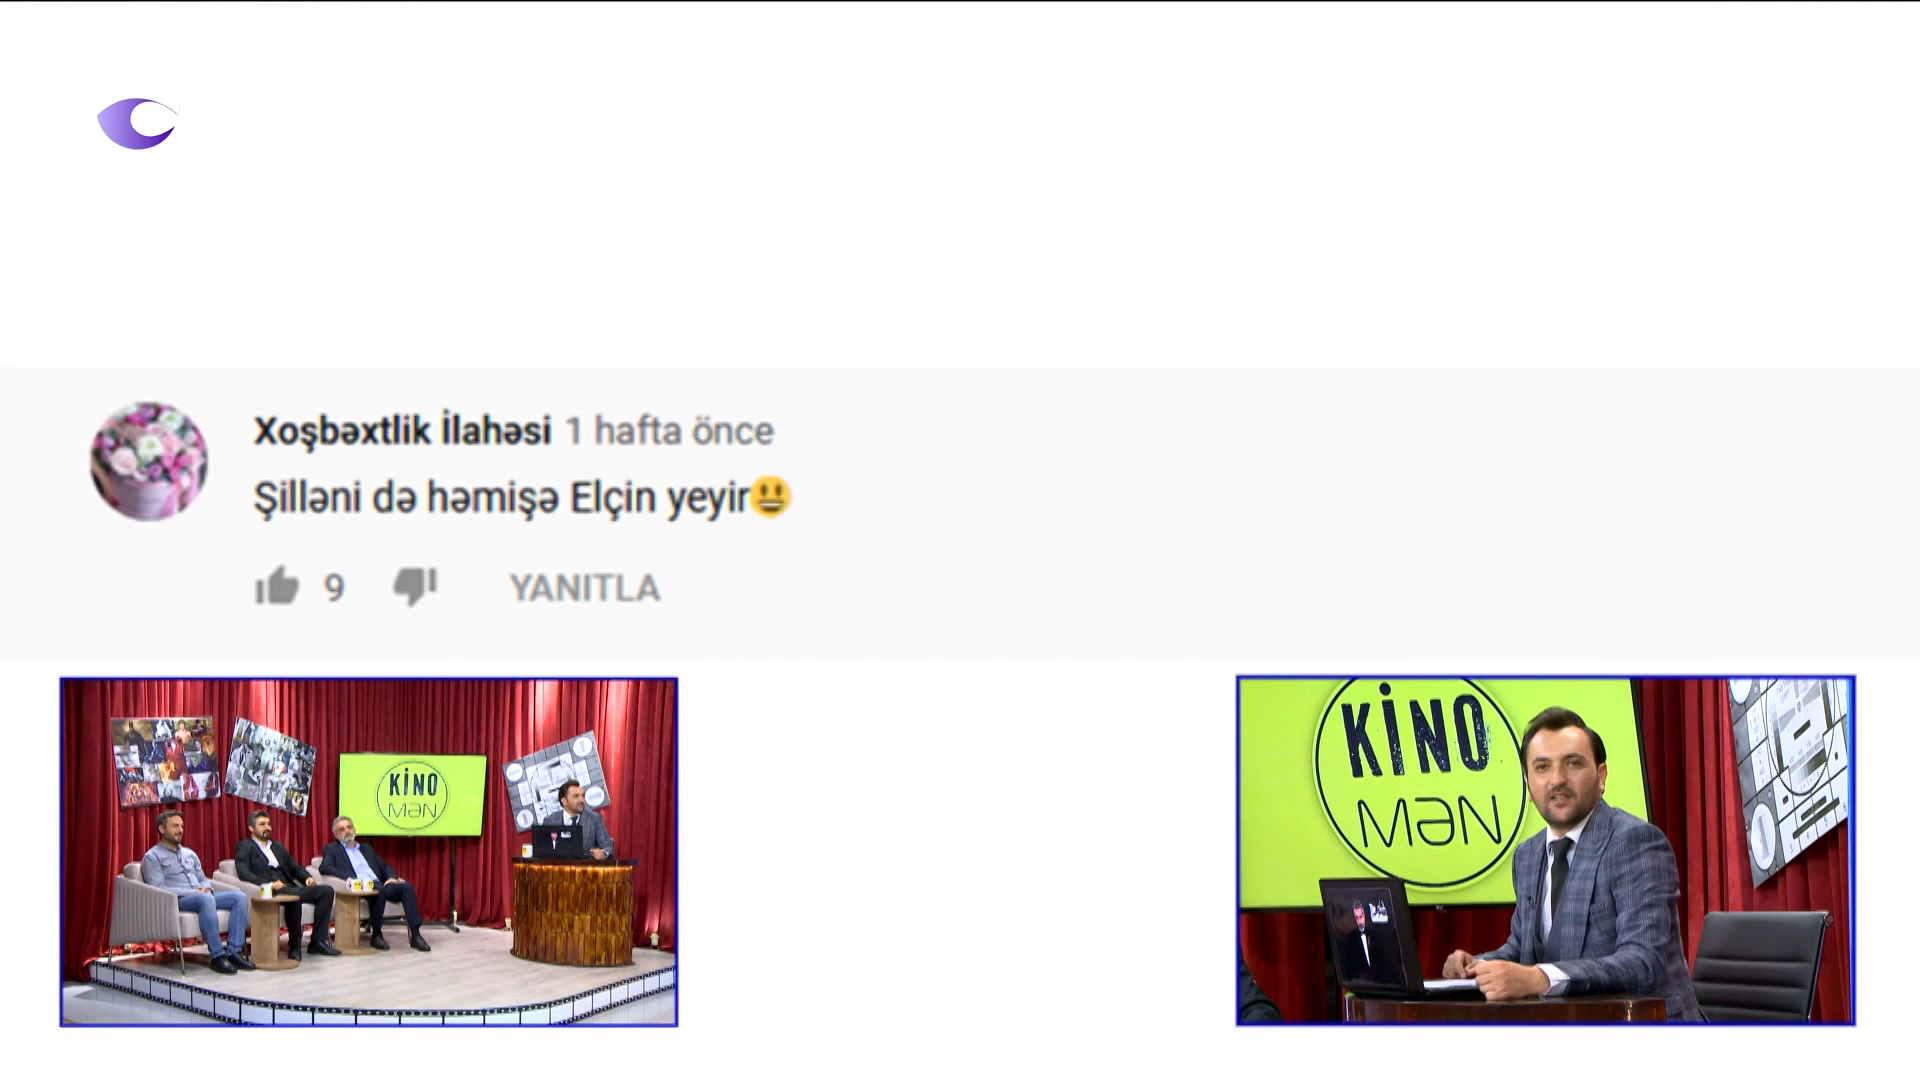 Xoşbəxtlik İlahəsi 1 hafta önce
Şilləni də həmişə Elçin yeyir😃
9
YANITLA
KİNO
MƏN
KİNO
MƏN